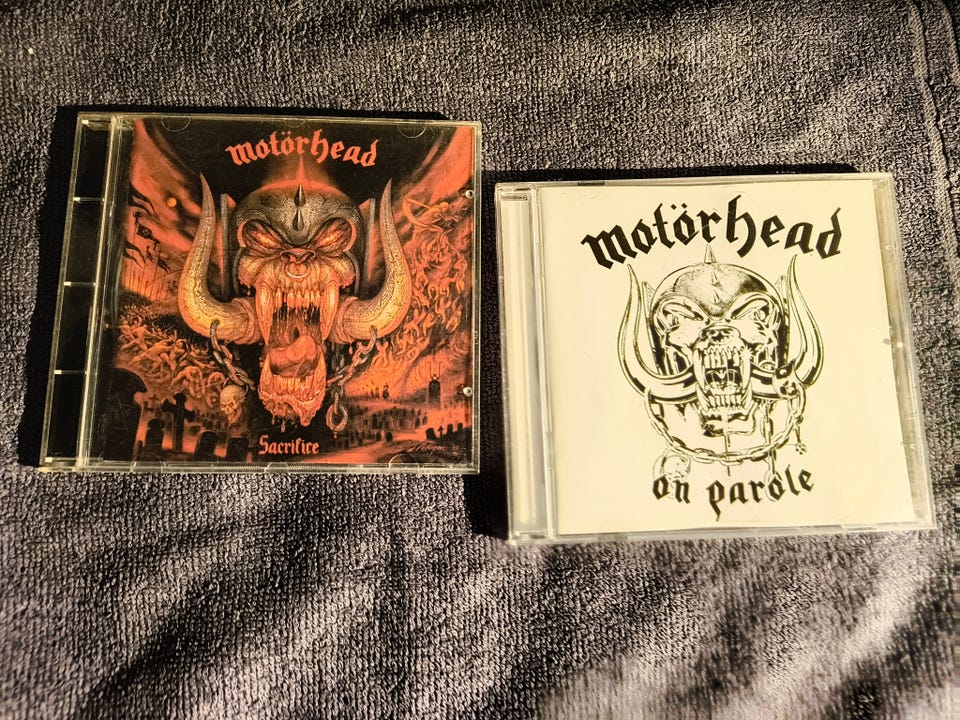 motörhead
Sacrifice
motörhead
on parole